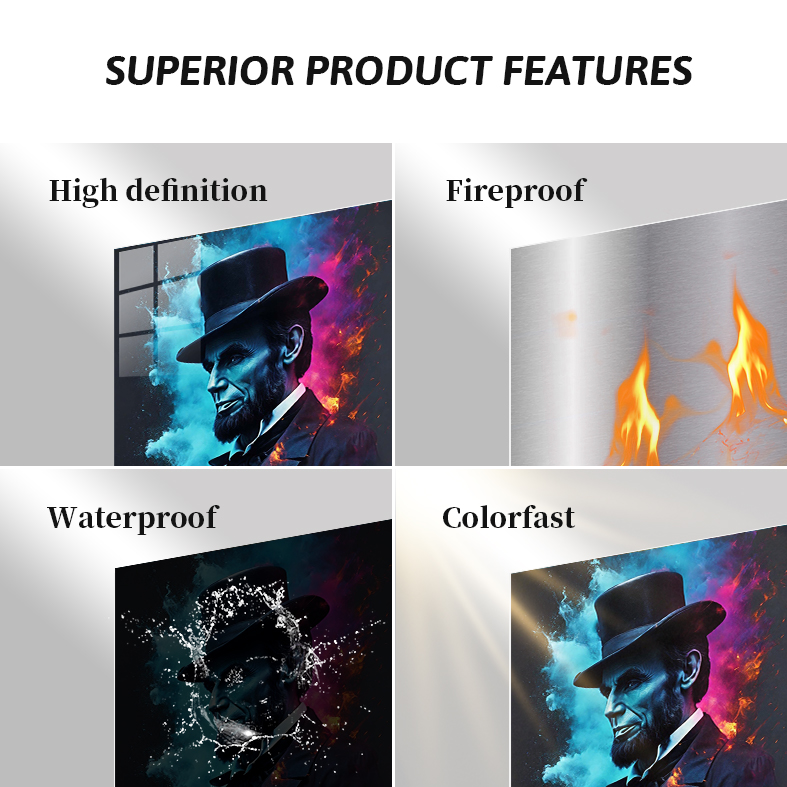 SUPERIOR PRODUCT FEATURES
High definition
Fireproof
Waterproof
Colorfast